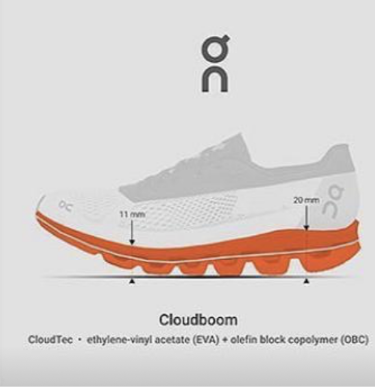 11 mm
20 mm
Cloudboom
CloudTec • ethylene-vinyl acetate (EVA) + olefin block copolymer (OBC)